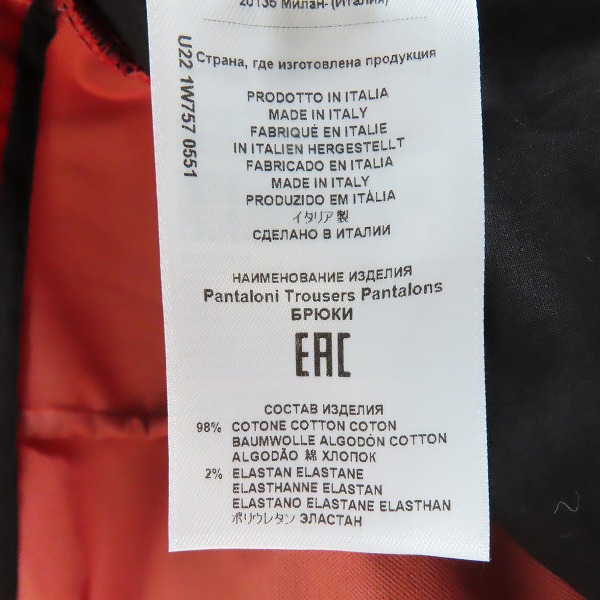 20135 Милан- (Италия)
Страна, где изготовлена продукция
PRODOTTO IN ITALIA
MADE IN ITALY
FABRIQUÉ EN ITALIE
IN ITALIEN HERGESTELLT
FABRICADO EN ITALIA
MADE IN ITALY
PRODUZIDO EM ITÁLIA
イタリア製
СДЕЛАНО В ИТАЛИИ
НАИМЕНОВАНИЕ ИЗДЕЛИЯ
Pantaloni Trousers Pantalons
БРЮКИ
EAC
СОСТАВ ИЗДЕЛИЯ
98% COTONE COTTON COTON
BAUMWOLLE ALGODÓN COTTON
ALGODÃO 綿 ХЛОПОК
2% ELASTAN ELASTANE
ELASTHANNE ELASTAN
ELASTANO ELASTANE ELASTHAN
ポリウレタン ЭЛАСТАН
U22 1W757 0551